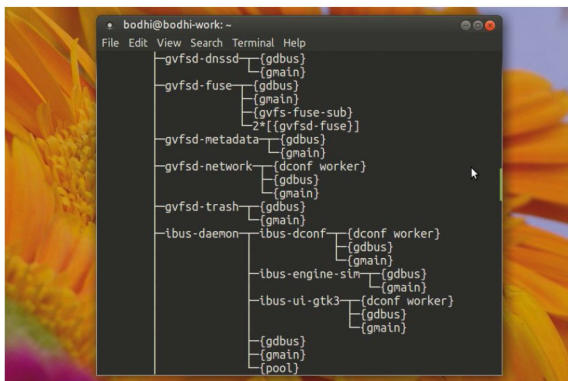 bodhi@bodhi-work: ~
File Edit View Search Terminal Help
├─gvfsd-dnssd─┬─{gdbus}
│             └─{gmain}
├─gvfsd-fuse─┬─{gdbus}
│            ├─{gmain}
│            ├─{gvfs-fuse-sub}
│            └─2*[{gvfsd-fuse}]
├─gvfsd-metadata─┬─{gdbus}
│                └─{gmain}
├─gvfsd-network─┬─{dconf worker}
│               ├─{gdbus}
│               └─{gmain}
├─gvfsd-trash─┬─{gdbus}
│             └─{gmain}
├─ibus-daemon─┬─ibus-dconf─┬─{dconf worker}
│             │            ├─{gdbus}
│             │            └─{gmain}
│             ├─ibus-engine-sim─┬─{gdbus}
│             │                 └─{gmain}
│             ├─ibus-ui-gtk3─┬─{dconf worker}
│             │              ├─{gdbus}
│             │              └─{gmain}
│             ├─{gdbus}
│             ├─{gmain}
│             └─{pool}